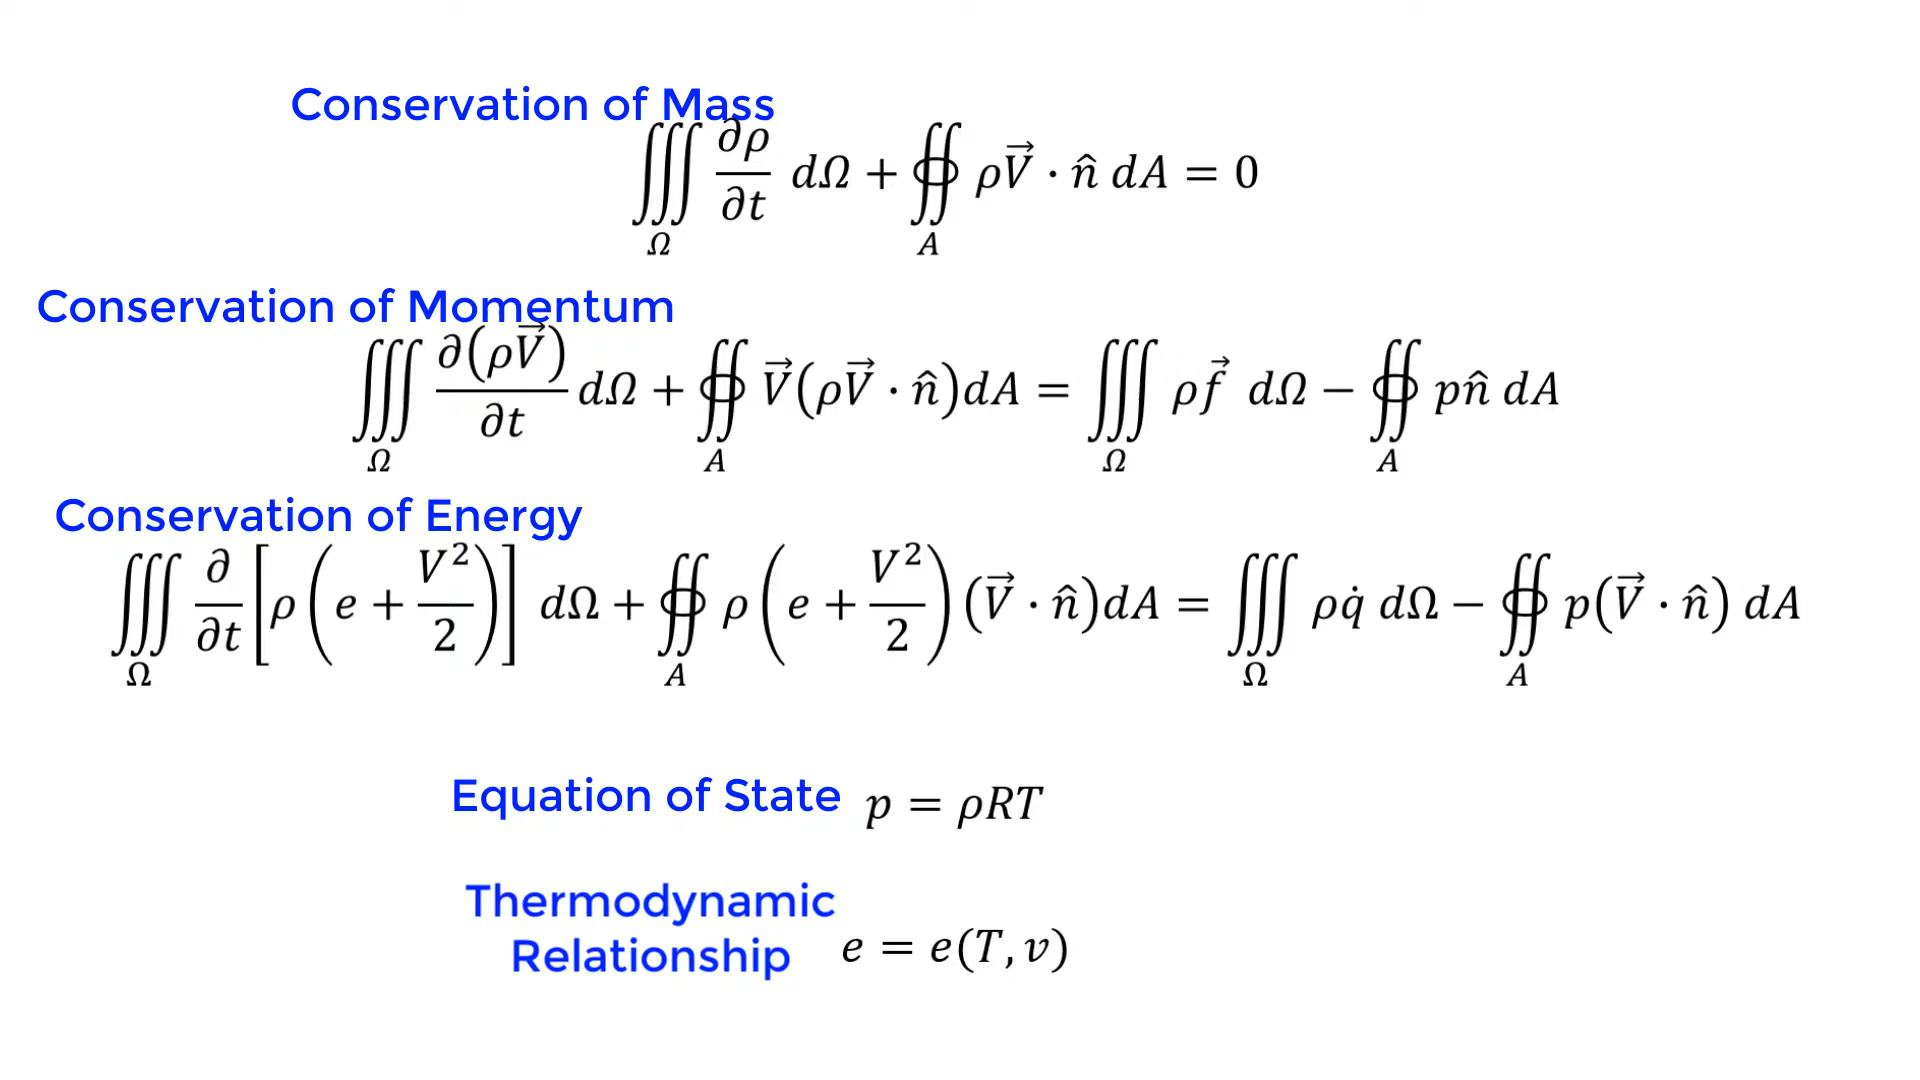 Conservation of Mass
∭_Ω ∂ρ/∂t dΩ + ∯_A ρV⃗ · n̂ dA = 0
Conservation of Momentum
∭_Ω ∂(ρV⃗)/∂t dΩ + ∯_A V⃗(ρV⃗ · n̂)dA = ∭_Ω ρf⃗ dΩ − ∯_A pn̂ dA
Conservation of Energy
∭_Ω ∂/∂t [ρ(e + V²/2)] dΩ + ∯_A ρ(e + V²/2)(V⃗ · n̂)dA = ∭_Ω ρq̇ dΩ − ∯_A p(V⃗ · n̂) dA
Equation of State p = ρRT
Thermodynamic
Relationship e = e(T, v)